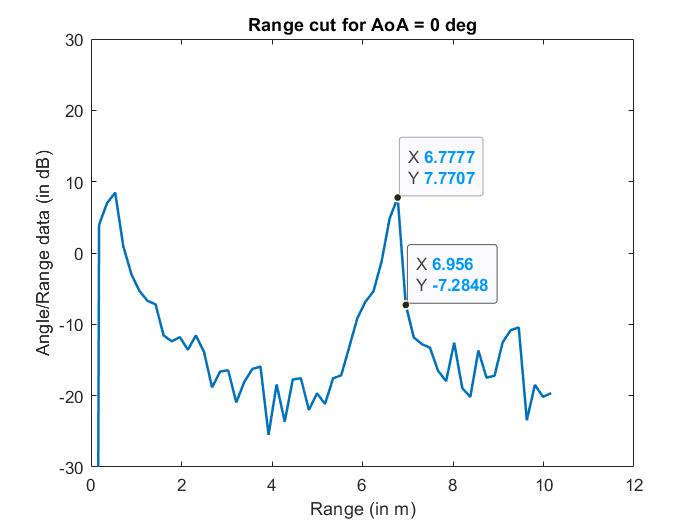 Range cut for AoA = 0 deg
30
20
10
0
-10
-20
-30
Angle/Range data (in dB)
X 6.7777
Y 7.7707
X 6.956
Y -7.2848
0 2 4 6 8 10 12
Range (in m)